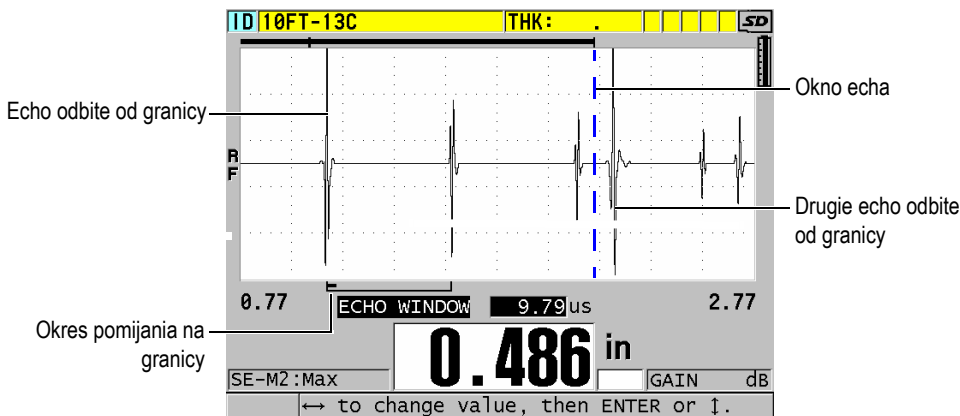 ID 10FT-13C THK: . SD
Echo odbite od granicy
Okno echa
RF
Drugie echo odbite
od granicy
0.77 ECHO WINDOW 9.79us 2.77
Okres pomijania na
granicy
0.486 in
SE-M2:Max GAIN dB
↔ to change value, then ENTER or ↕.